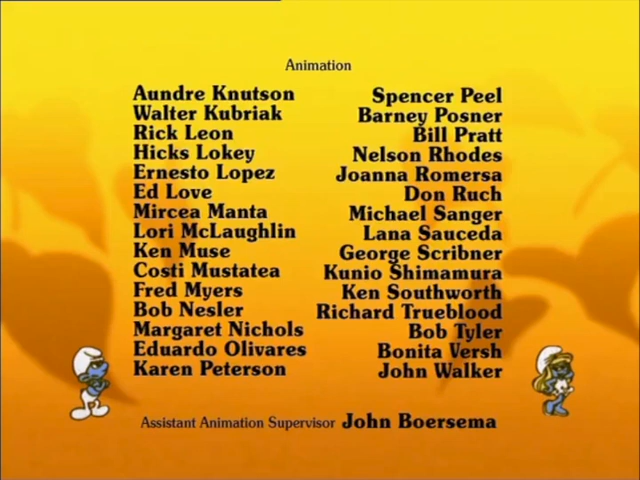 Animation
Aundre Knutson
Walter Kubriak
Rick Leon
Hicks Lokey
Ernesto Lopez
Ed Love
Mircea Manta
Lori McLaughlin
Ken Muse
Costi Mustatea
Fred Myers
Bob Nesler
Margaret Nichols
Eduardo Olivares
Karen Peterson
Spencer Peel
Barney Posner
Bill Pratt
Nelson Rhodes
Joanna Romersa
Don Ruch
Michael Sanger
Lana Sauceda
George Scribner
Kunio Shimamura
Ken Southworth
Richard Trueblood
Bob Tyler
Bonita Versh
John Walker
Assistant Animation Supervisor John Boersema